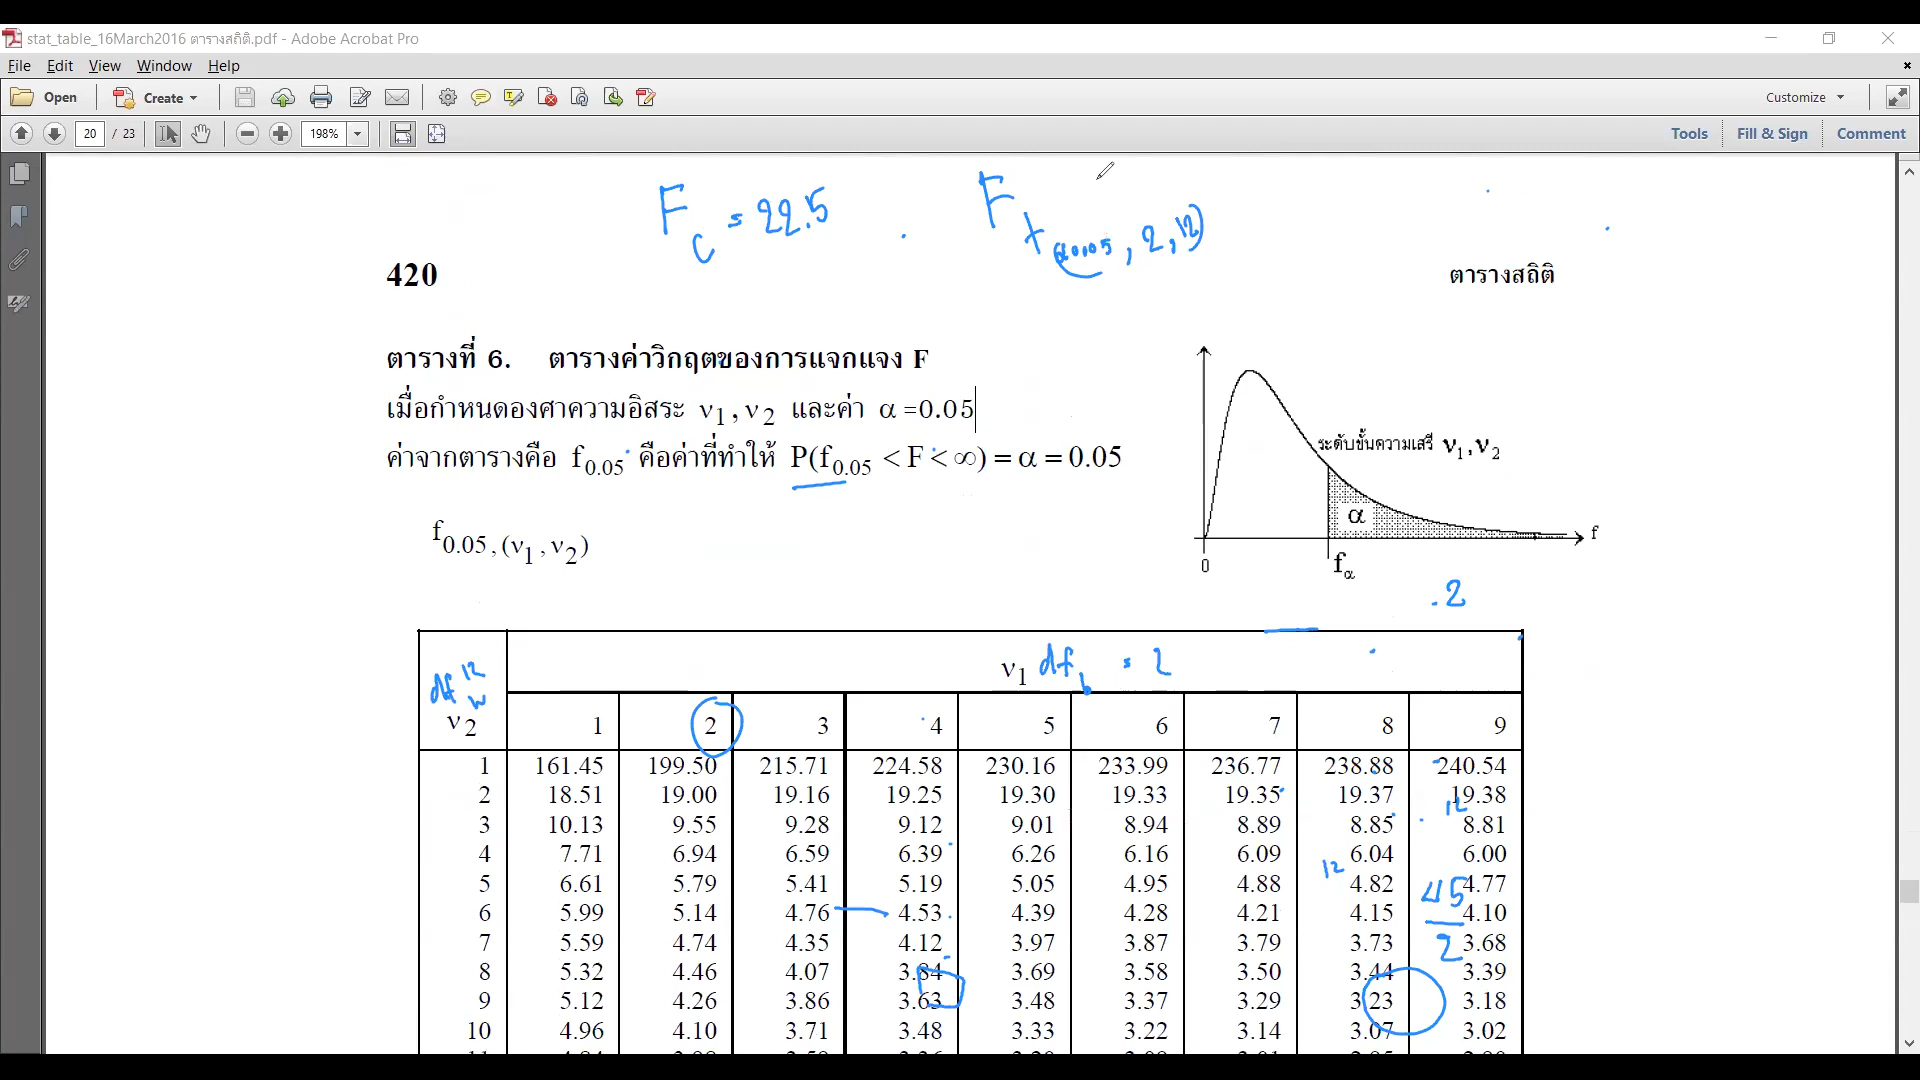 stat_table_16March2016 ตารางสถิติ.pdf - Adobe Acrobat Pro
File Edit View Window Help
Open Create Customize
20 / 23 198% Tools Fill & Sign Comment
F c = 22.5 F t (α0.05, 2, 12)
420 ตารางสถิติ
ตารางที่ 6. ตารางค่าวิกฤตของการแจกแจง F
เมื่อกำหนดองศาความอิสระ ν1, ν2 และค่า α =0.05
ค่าจากตารางคือ f0.05 คือค่าที่ทำให้ P(f0.05 < F < ∞) = α = 0.05
f0.05, (ν1, ν2)
ระดับขั้นความเสรี ν1, ν2
α
f
0
fα
2
ν1 df b = 2
df w 12
ν2 1 2 3 4 5 6 7 8 9
1 161.45 199.50 215.71 224.58 230.16 233.99 236.77 238.88 240.54
2 18.51 19.00 19.16 19.25 19.30 19.33 19.35 19.37 19.38
12
3 10.13 9.55 9.28 9.12 9.01 8.94 8.89 8.85 8.81
4 7.71 6.94 6.59 6.39 6.26 6.16 6.09 6.04 6.00
12
5 6.61 5.79 5.41 5.19 5.05 4.95 4.88 4.82 4.77
45
6 5.99 5.14 4.76 4.53 4.39 4.28 4.21 4.15 4.10
2
7 5.59 4.74 4.35 4.12 3.97 3.87 3.79 3.73 3.68
8 5.32 4.46 4.07 3.84 3.69 3.58 3.50 3.44 3.39
9 5.12 4.26 3.86 3.63 3.48 3.37 3.29 3.23 3.18
10 4.96 4.10 3.71 3.48 3.33 3.22 3.14 3.07 3.02